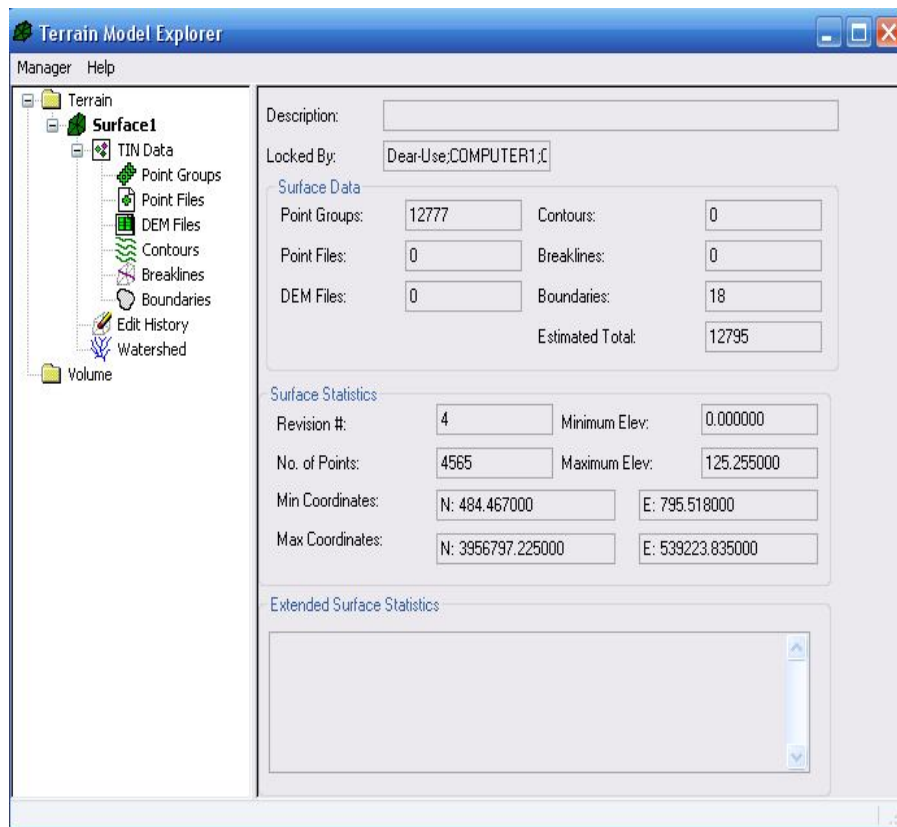 Terrain Model Explorer
Manager Help
Terrain
Surface1
TIN Data
Point Groups
Point Files
DEM Files
Contours
Breaklines
Boundaries
Edit History
Watershed
Volume
Description:
Locked By: Dear-Use;COMPUTER1;C
Surface Data
Point Groups: 12777 Contours: 0
Point Files: 0 Breaklines: 0
DEM Files: 0 Boundaries: 18
Estimated Total: 12795
Surface Statistics
Revision #: 4 Minimum Elev: 0.000000
No. of Points: 4565 Maximum Elev: 125.255000
Min Coordinates: N: 484.467000 E: 795.518000
Max Coordinates: N: 3956797.225000 E: 539223.835000
Extended Surface Statistics